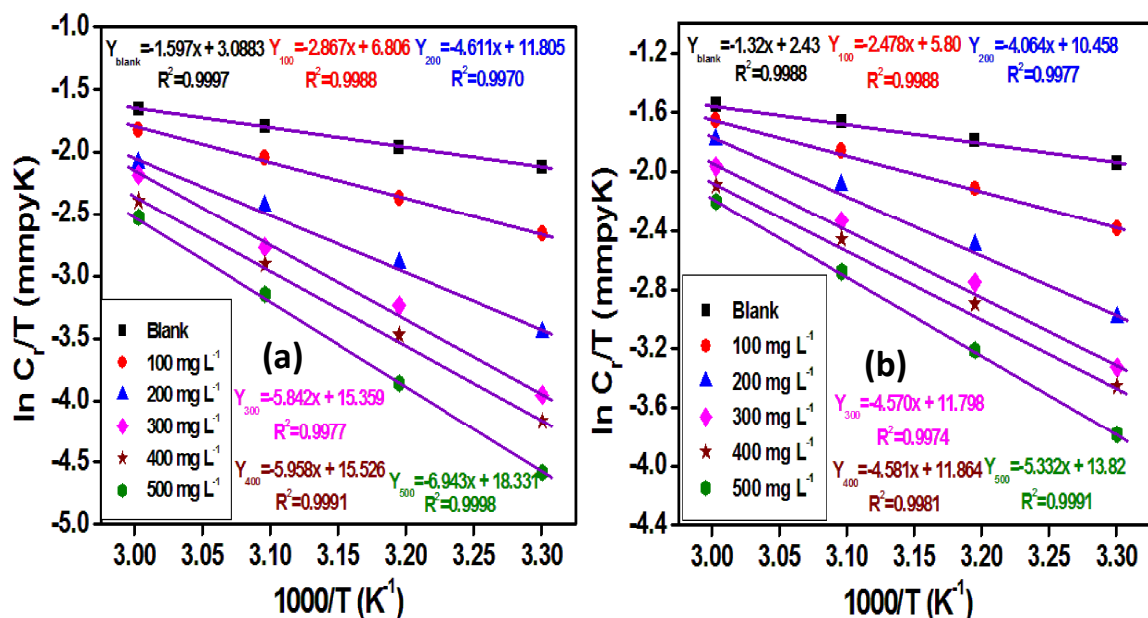 Y_blank=-1.597x + 3.0883 Y_100=-2.867x + 6.806 Y_200=-4.611x + 11.805
R²=0.9997 R²=0.9988 R²=0.9970
-1.0
-1.5
-2.0
-2.5
-3.0
-3.5
-4.0
-4.5
-5.0
ln C_r/T (mmpyK)
Blank
100 mg L⁻¹
200 mg L⁻¹
300 mg L⁻¹
400 mg L⁻¹
500 mg L⁻¹
(a)
Y_300=-5.842x + 15.359
R²=0.9977
Y_400=-5.958x + 15.526
R²=0.9991
Y_500=-6.943x + 18.331
R²=0.9998
3.00 3.05 3.10 3.15 3.20 3.25 3.30
1000/T (K⁻¹)
Y_blank=-1.32x + 2.43 Y_100=-2.478x + 5.80 Y_200=-4.064x + 10.458
R²=0.9988 R²=0.9988 R²=0.9977
-1.2
-1.6
-2.0
-2.4
-2.8
-3.2
-3.6
-4.0
-4.4
ln C_r/T (mmpyK)
Blank
100 mg L⁻¹
200 mg L⁻¹
300 mg L⁻¹
400 mg L⁻¹
500 mg L⁻¹
(b)
Y_300=-4.570x + 11.798
R²=0.9974
Y_400=-4.581x + 11.864
R²=0.9981
Y_500=-5.332x + 13.82
R²=0.9991
3.00 3.05 3.10 3.15 3.20 3.25 3.30
1000/T (K⁻¹)